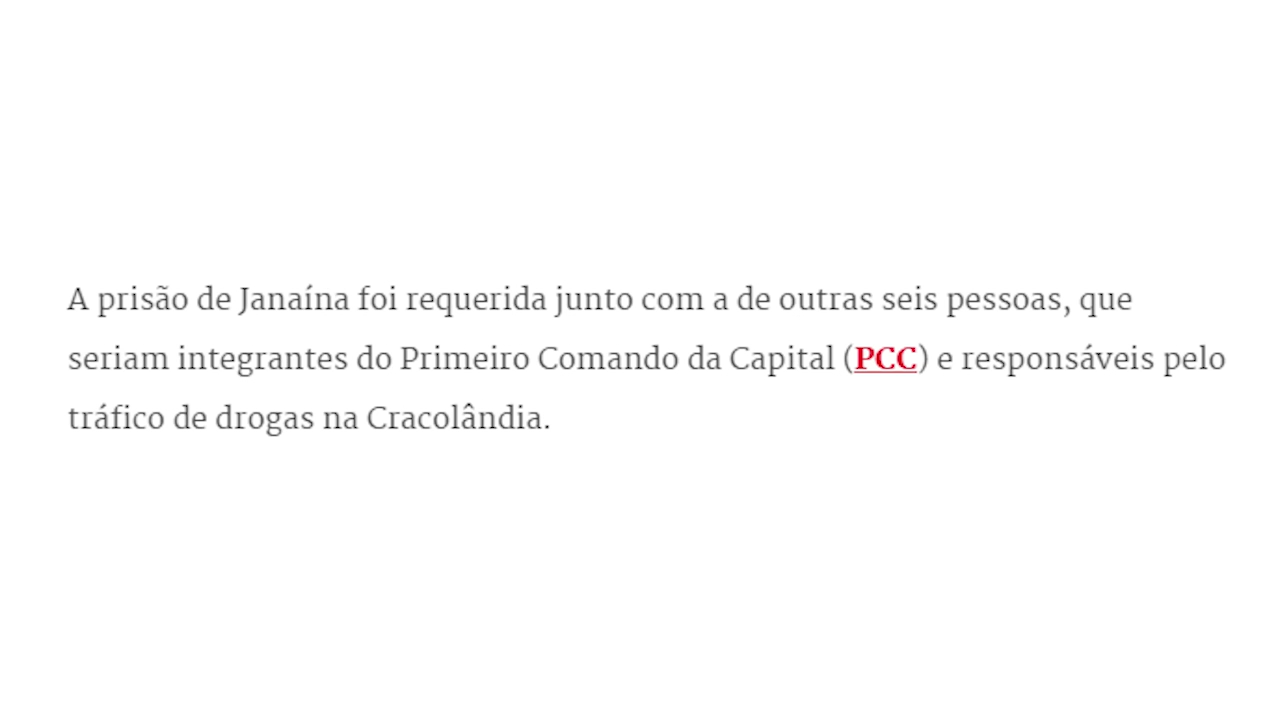 A prisão de Janaína foi requerida junto com a de outras seis pessoas, que
seriam integrantes do Primeiro Comando da Capital (PCC) e responsáveis pelo
tráfico de drogas na Cracolândia.